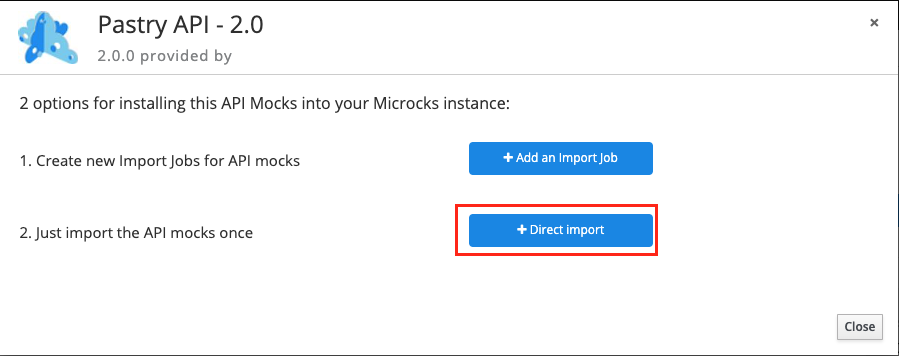 Pastry API - 2.0
×
2.0.0 provided by
2 options for installing this API Mocks into your Microcks instance:
1. Create new Import Jobs for API mocks
+ Add an Import Job
2. Just import the API mocks once
+ Direct import
Close